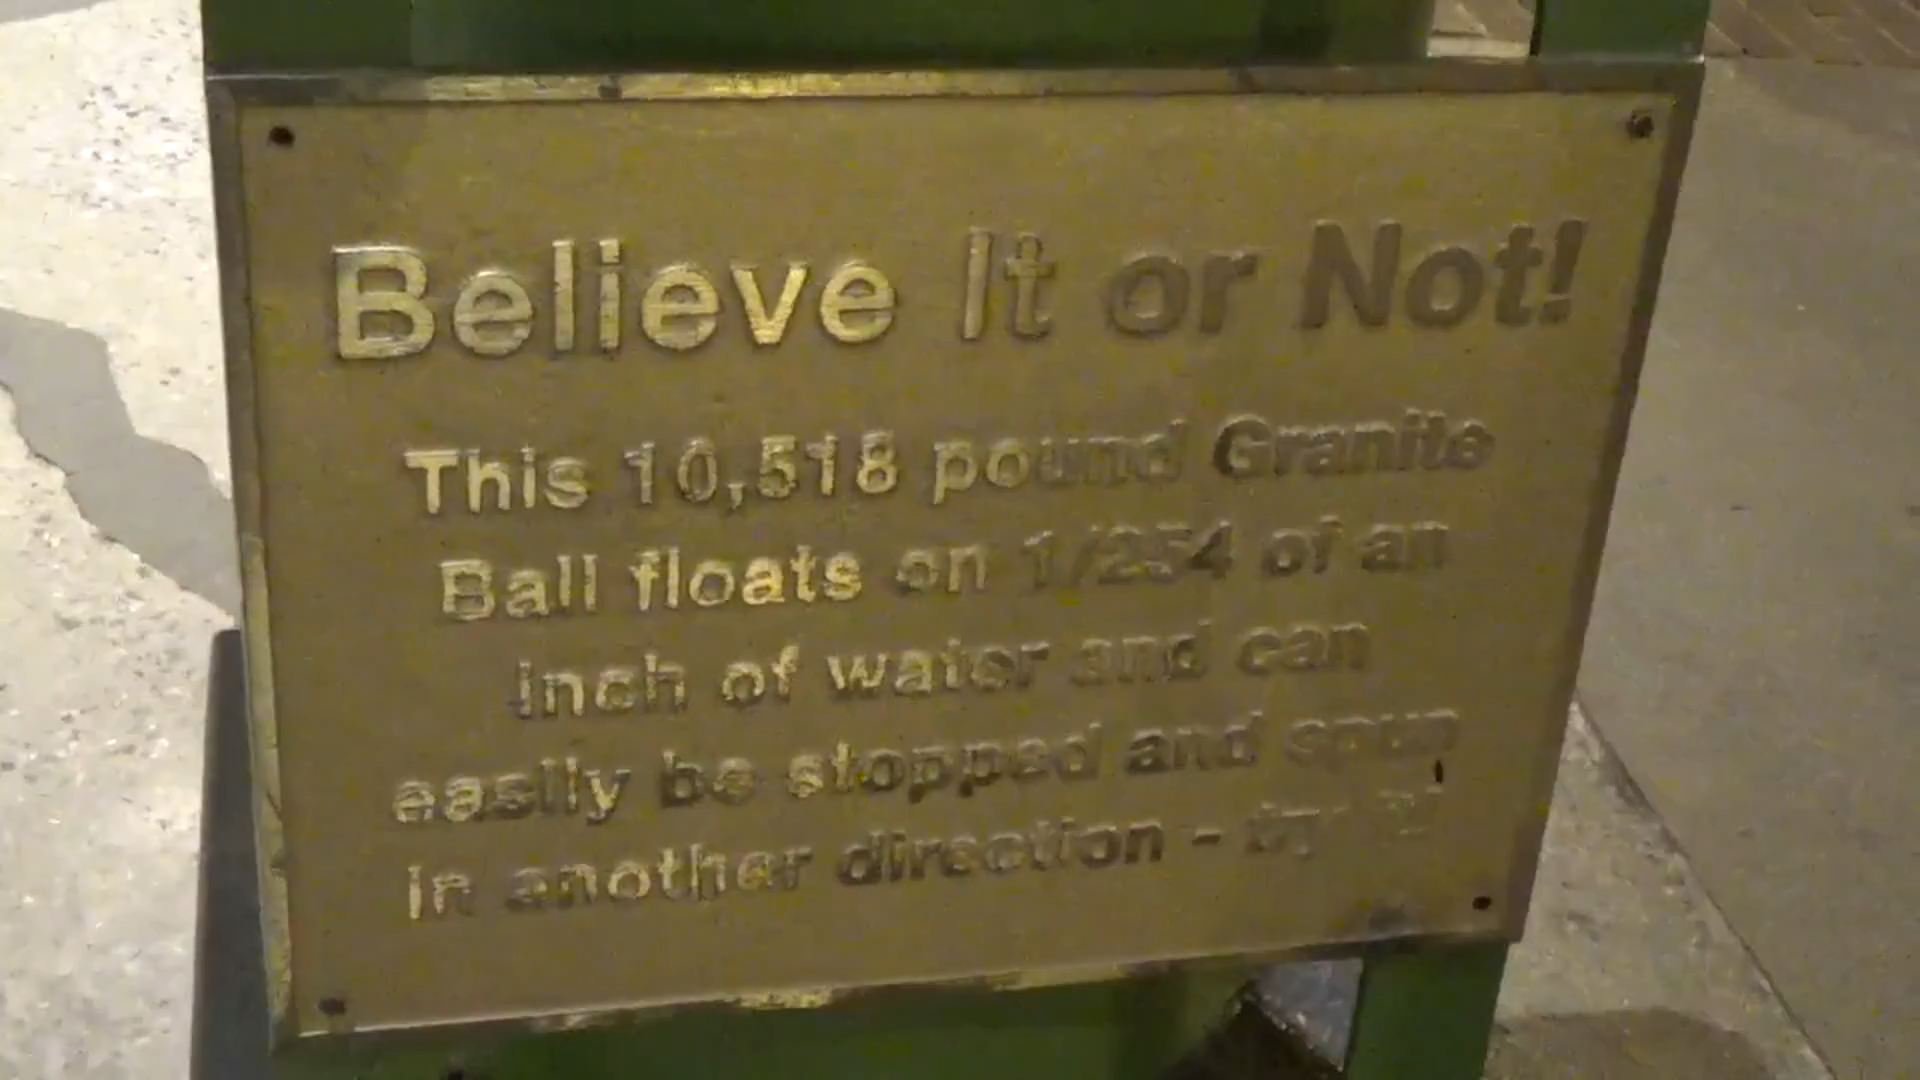 Believe It or Not!
This 10,518 pound Granite
Ball floats on 1/254 of an
inch of water and can
easily be stopped and spun
in another direction - by